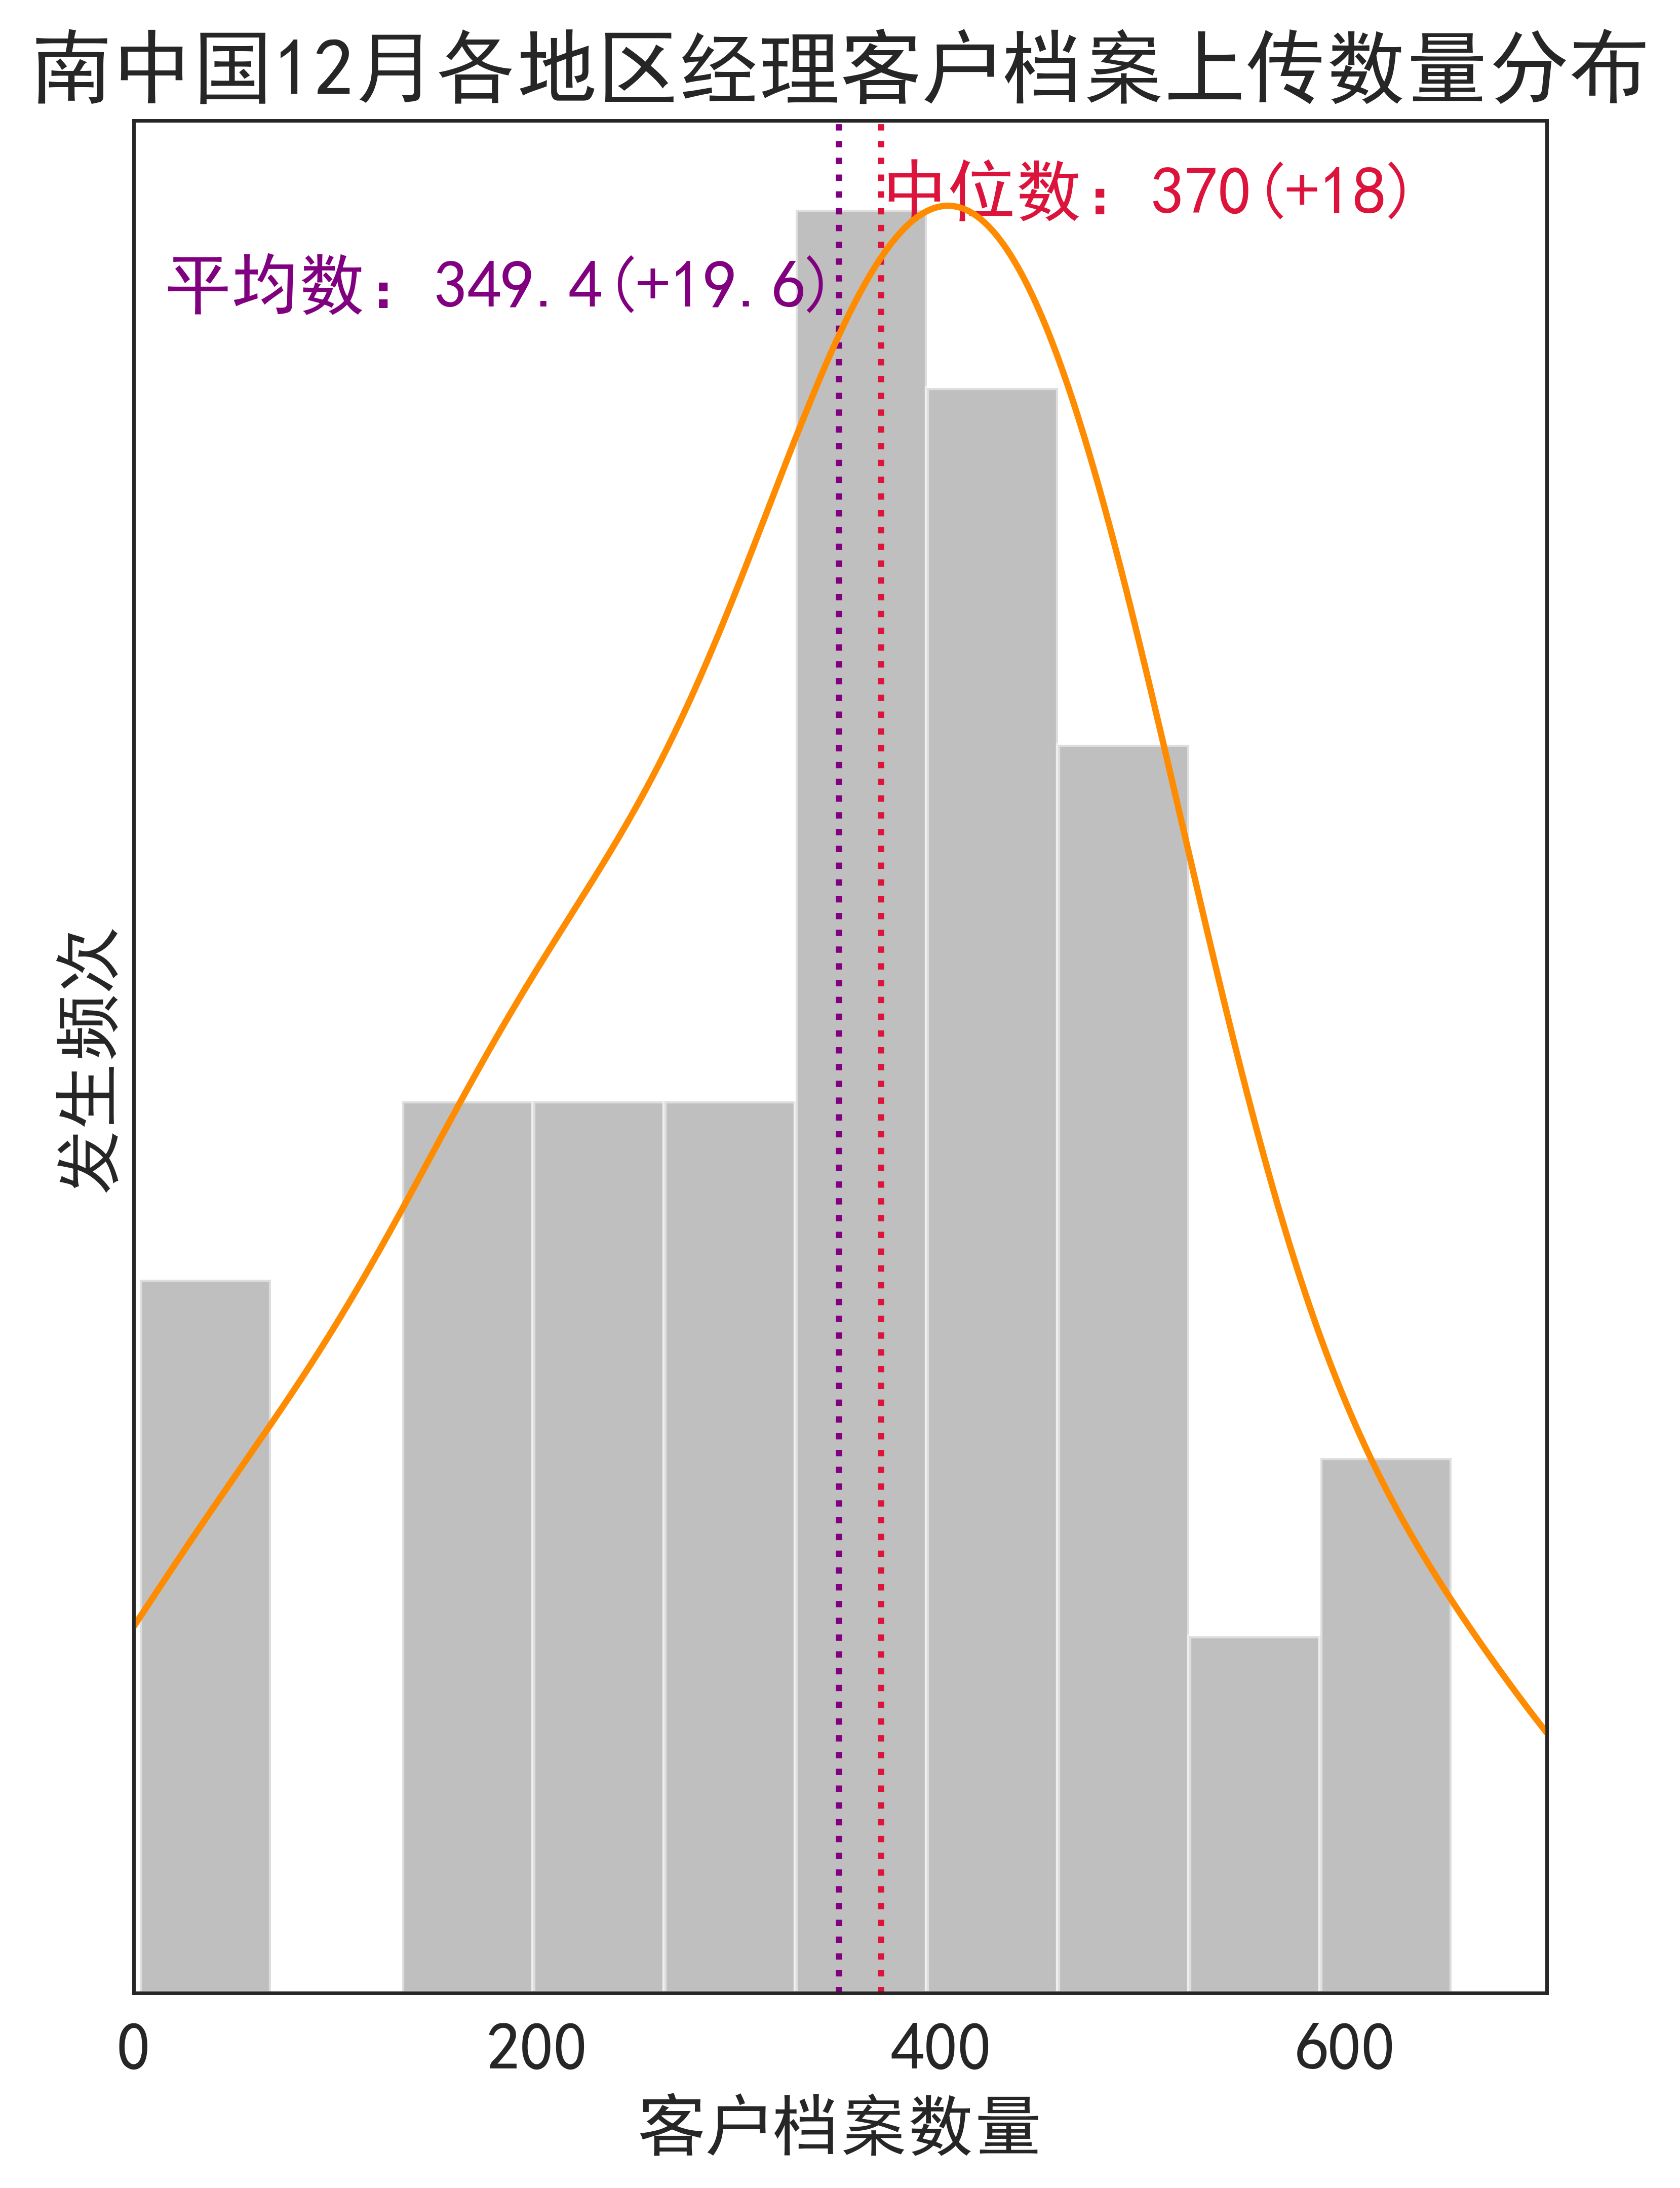 南中国12月各地区经理客户档案上传数量分布
中位数：370(+18)
平均数：349.4(+19.6)
发生频次
0 200 400 600
客户档案数量